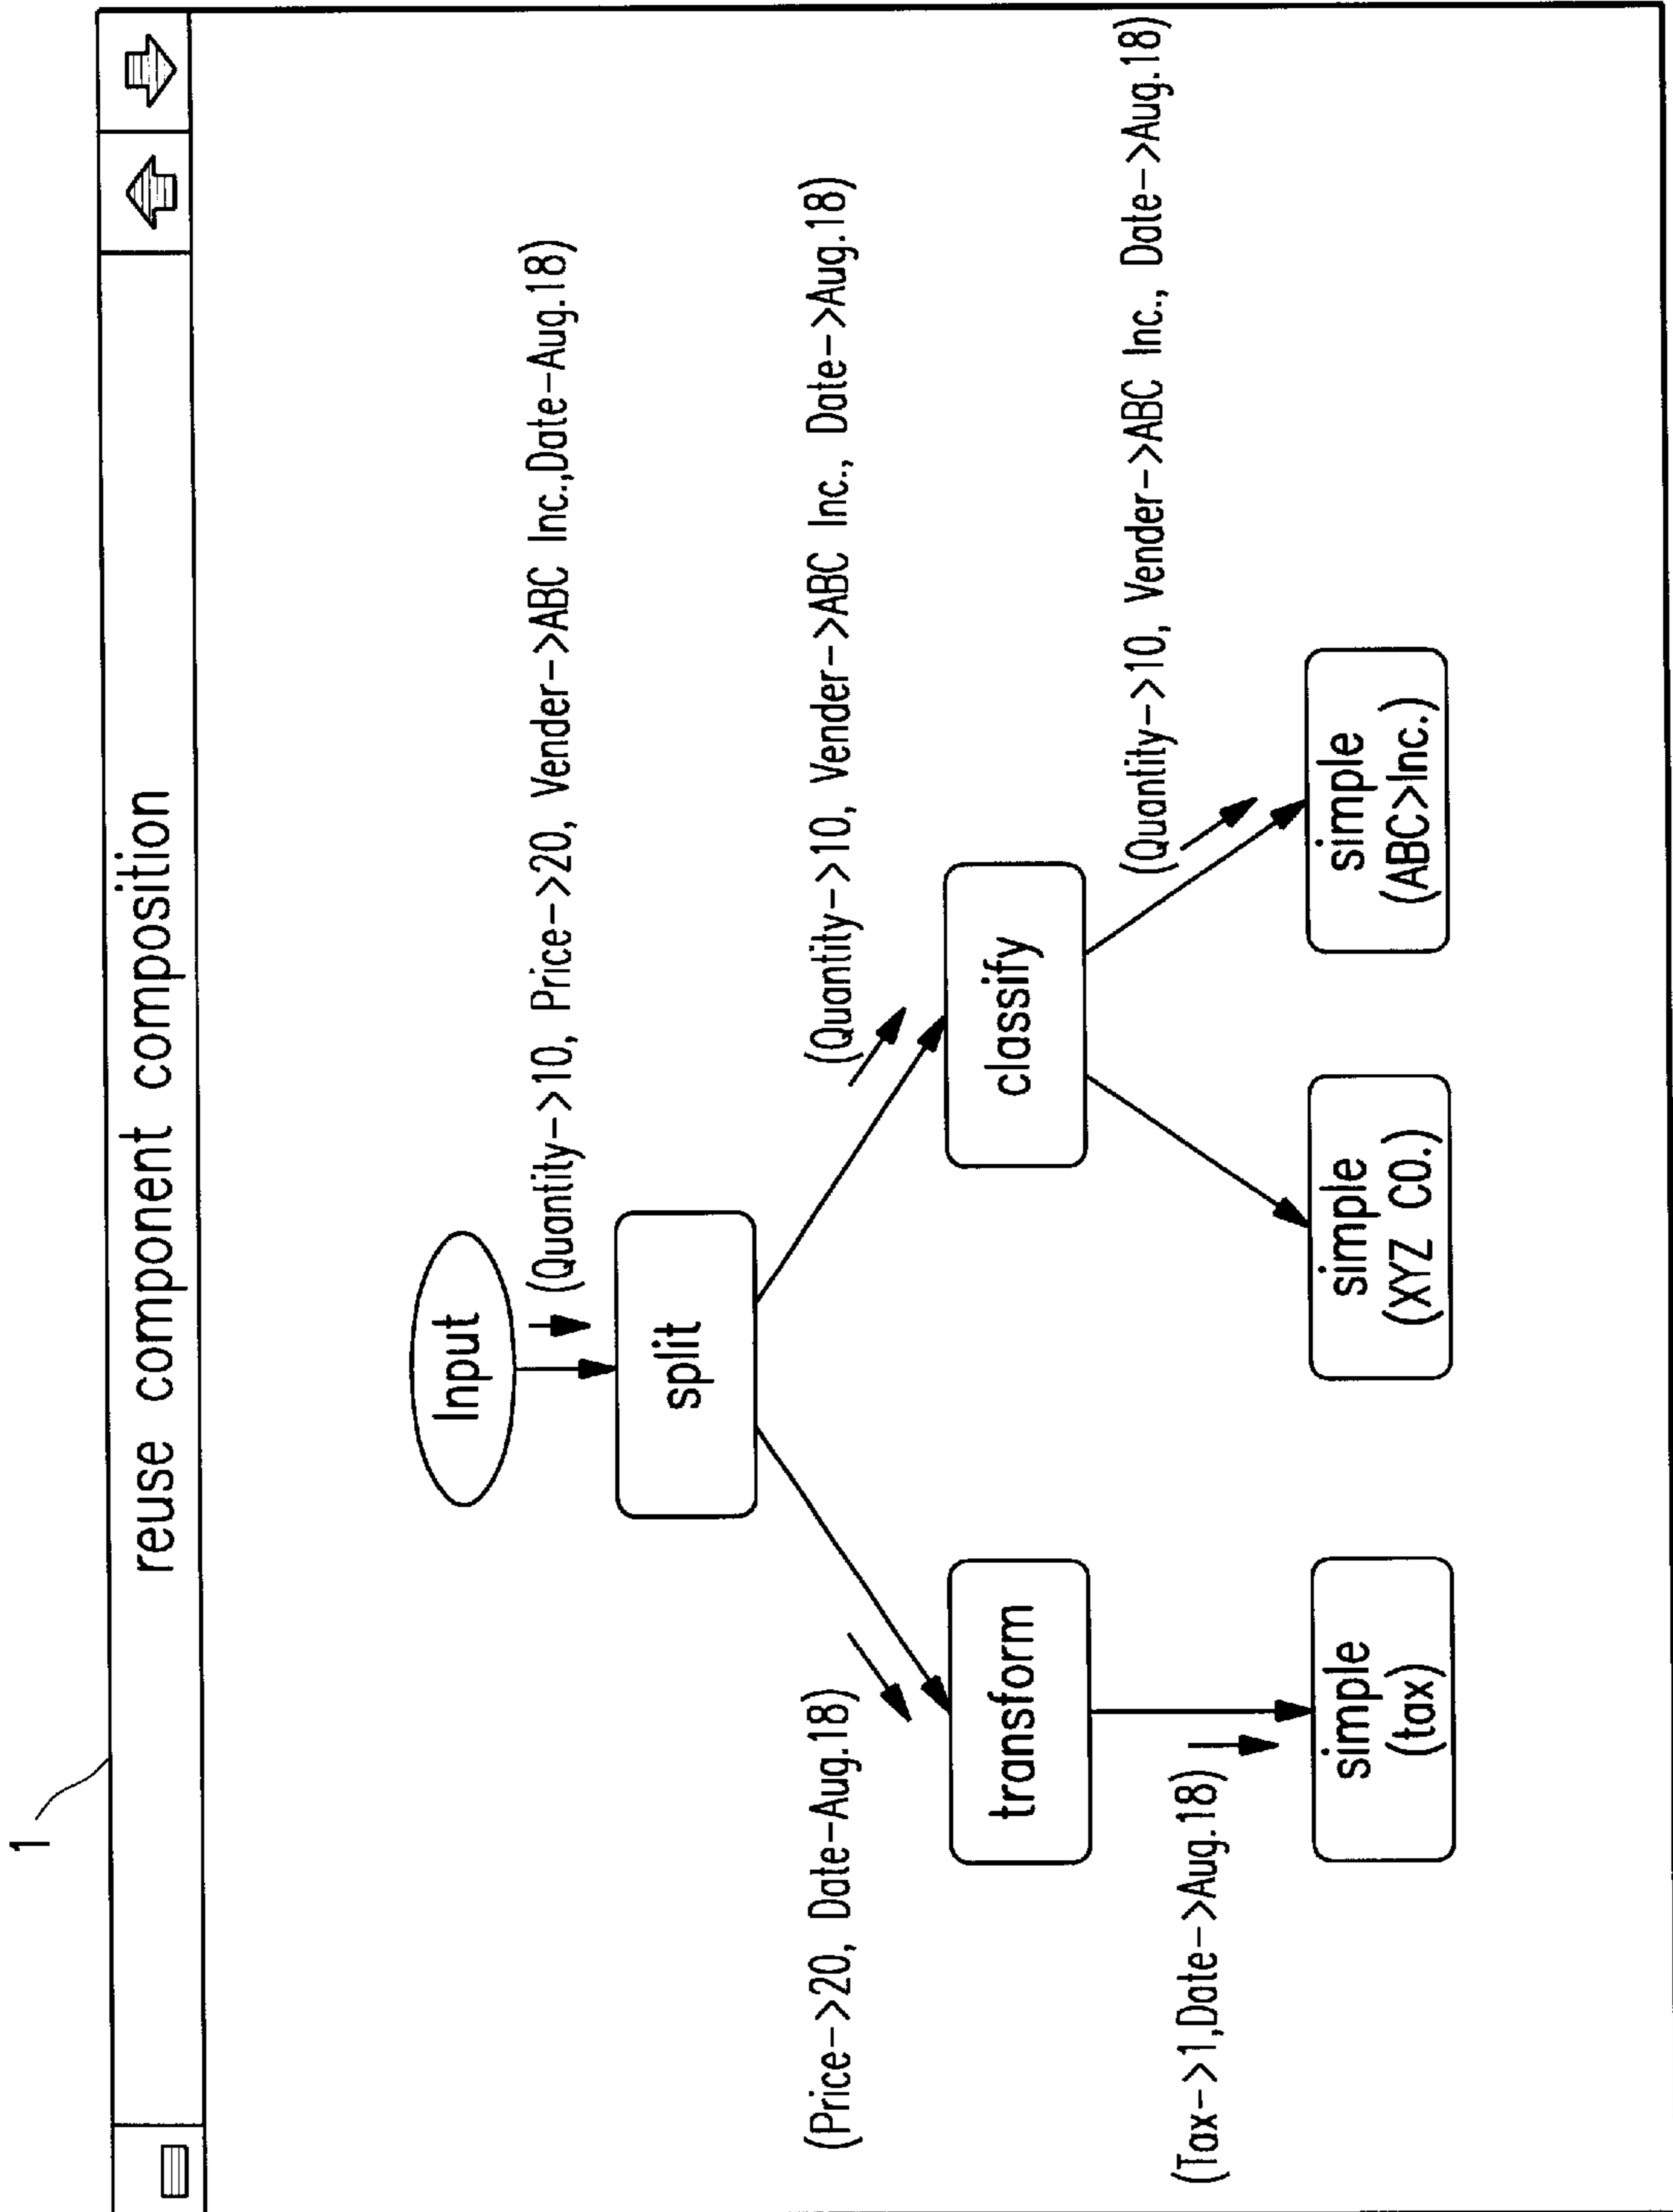 1
reuse component composition
Input
(Quantity->10, Price->20, Vender->ABC Inc.,Date-Aug.18)
split
(Price->20, Date-Aug.18)
(Quantity->10, Vender->ABC Inc., Date->Aug.18)
transform
classify
(Tax->1,Date->Aug.18)
(Quantity->10, Vender->ABC Inc., Date->Aug.18)
simple
(tax)
simple
(XYZ CO.)
simple
(ABC>Inc.)